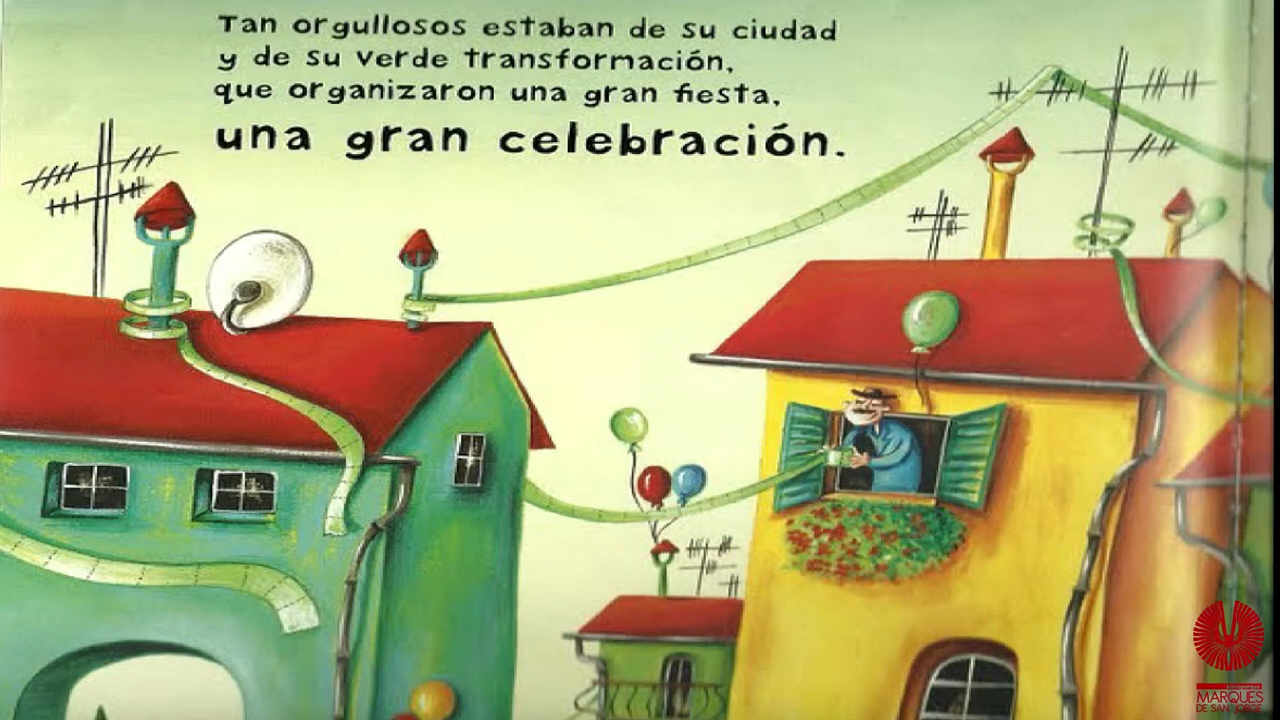 Tan orgullosos estaban de su ciudad
y de su verde transformación,
que organizaron una gran fiesta,
una gran celebración.
MARQUES
DE SAN JORGE